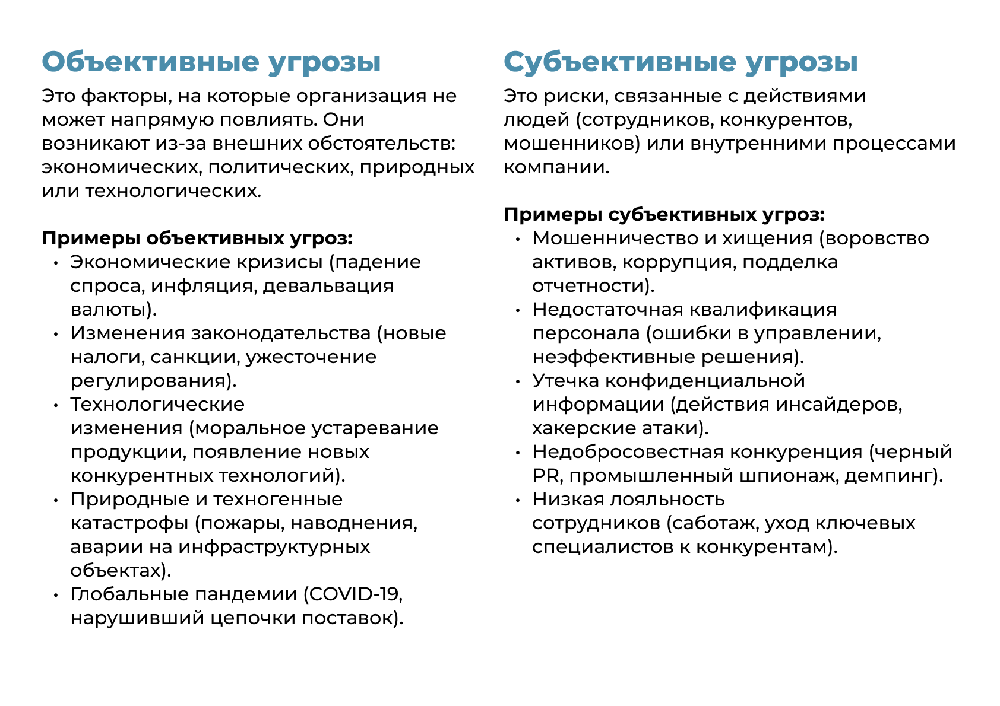 Объективные угрозы
Это факторы, на которые организация не
может напрямую повлиять. Они
возникают из-за внешних обстоятельств:
экономических, политических, природных
или технологических.
Примеры объективных угроз:
• Экономические кризисы (падение
спроса, инфляция, девальвация
валюты).
• Изменения законодательства (новые
налоги, санкции, ужесточение
регулирования).
• Технологические
изменения (моральное устаревание
продукции, появление новых
конкурентных технологий).
• Природные и техногенные
катастрофы (пожары, наводнения,
аварии на инфраструктурных
объектах).
• Глобальные пандемии (COVID-19,
нарушивший цепочки поставок).
Субъективные угрозы
Это риски, связанные с действиями
людей (сотрудников, конкурентов,
мошенников) или внутренними процессами
компании.
Примеры субъективных угроз:
• Мошенничество и хищения (воровство
активов, коррупция, подделка
отчетности).
• Недостаточная квалификация
персонала (ошибки в управлении,
неэффективные решения).
• Утечка конфиденциальной
информации (действия инсайдеров,
хакерские атаки).
• Недобросовестная конкуренция (черный
PR, промышленный шпионаж, демпинг).
• Низкая лояльность
сотрудников (саботаж, уход ключевых
специалистов к конкурентам).